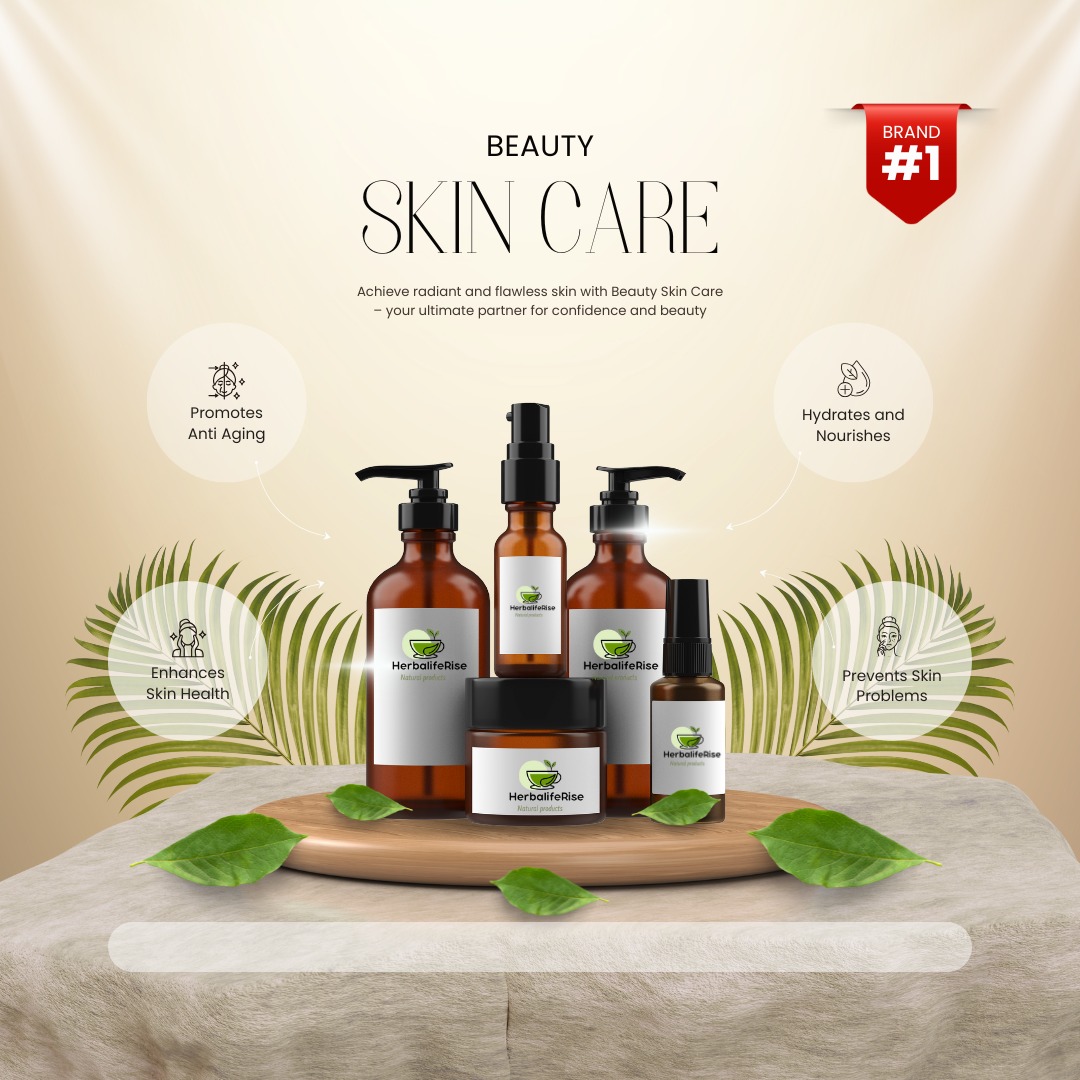 BRAND
#1
BEAUTY
SKIN CARE
Achieve radiant and flawless skin with Beauty Skin Care
– your ultimate partner for confidence and beauty
Promotes
Anti Aging
Hydrates and
Nourishes
Enhances
Skin Health
Prevents Skin
Problems
HerbalifeRise
Natural products
HerbalifeRise
Natural products
HerbalifeRise
Natural products
HerbalifeRise
Natural products
HerbalifeRise
Natural products